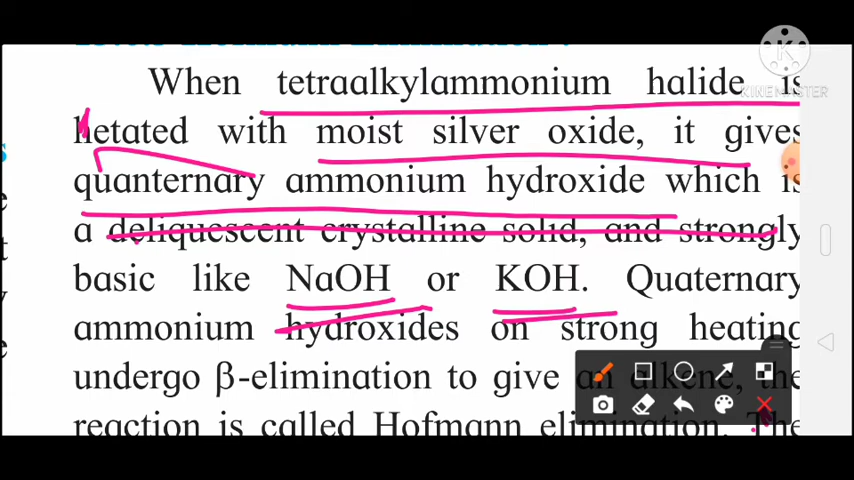 When tetraalkylammonium halide is
hetated with moist silver oxide, it gives
quanternary ammonium hydroxide which is
a deliquescent crystalline solid, and strongly
basic like NaOH or KOH. Quaternary
ammonium hydroxides on strong heating
undergo β-elimination to give an alkene, the
reaction is called Hofmann elimination. The
KINEMASTER